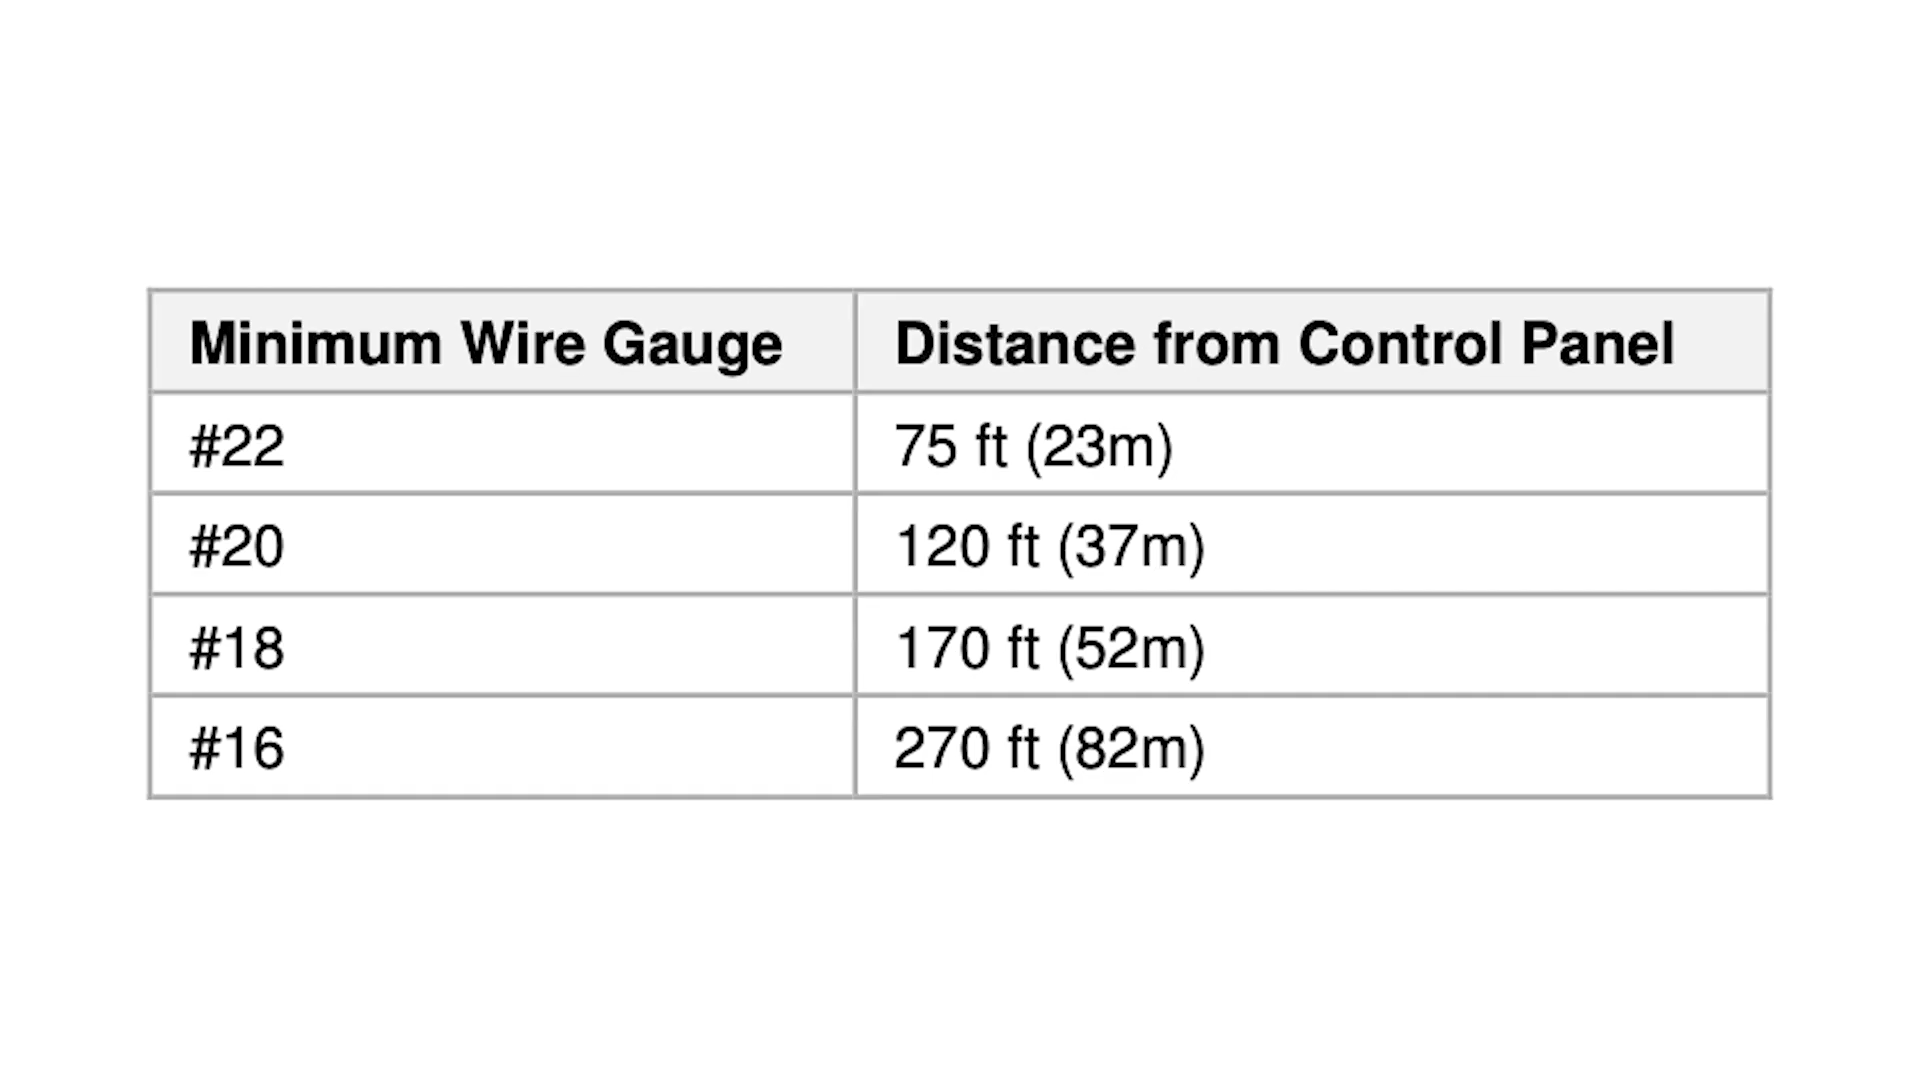 Minimum Wire Gauge Distance from Control Panel
#22 75 ft (23m)
#20 120 ft (37m)
#18 170 ft (52m)
#16 270 ft (82m)